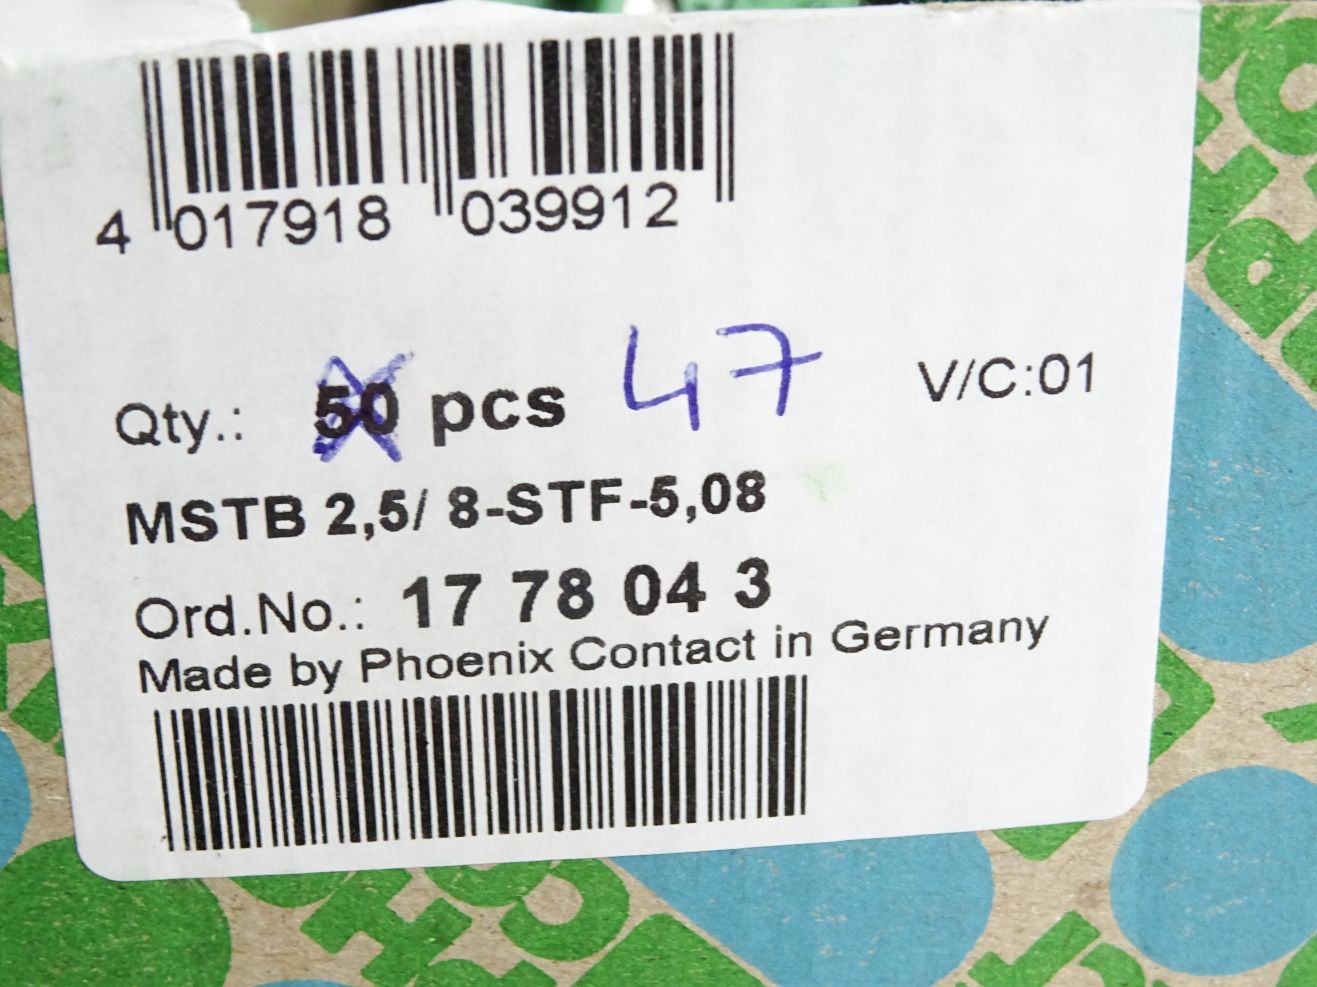 4 017918 039912
Qty.: 50 pcs 47 V/C:01
MSTB 2,5/ 8-STF-5,08
Ord.No.: 17 78 04 3
Made by Phoenix Contact in Germany